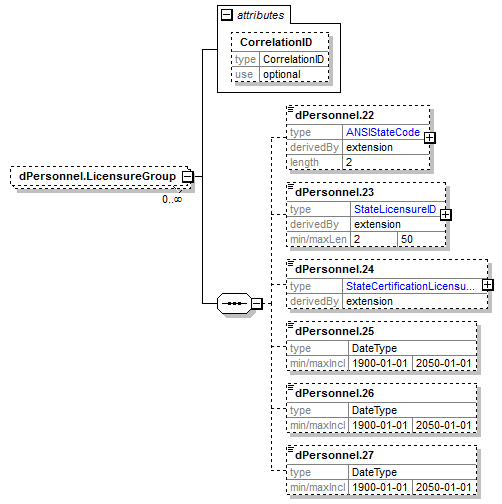 attributes
CorrelationID
type CorrelationID
use optional
dPersonnel.LicensureGroup
0..∞
dPersonnel.22
type ANSIStateCode
derivedBy extension
length 2
dPersonnel.23
type StateLicensureID
derivedBy extension
min/maxLen 2 50
dPersonnel.24
type StateCertificationLicensu...
derivedBy extension
dPersonnel.25
type DateType
min/maxIncl 1900-01-01 2050-01-01
dPersonnel.26
type DateType
min/maxIncl 1900-01-01 2050-01-01
dPersonnel.27
type DateType
min/maxIncl 1900-01-01 2050-01-01